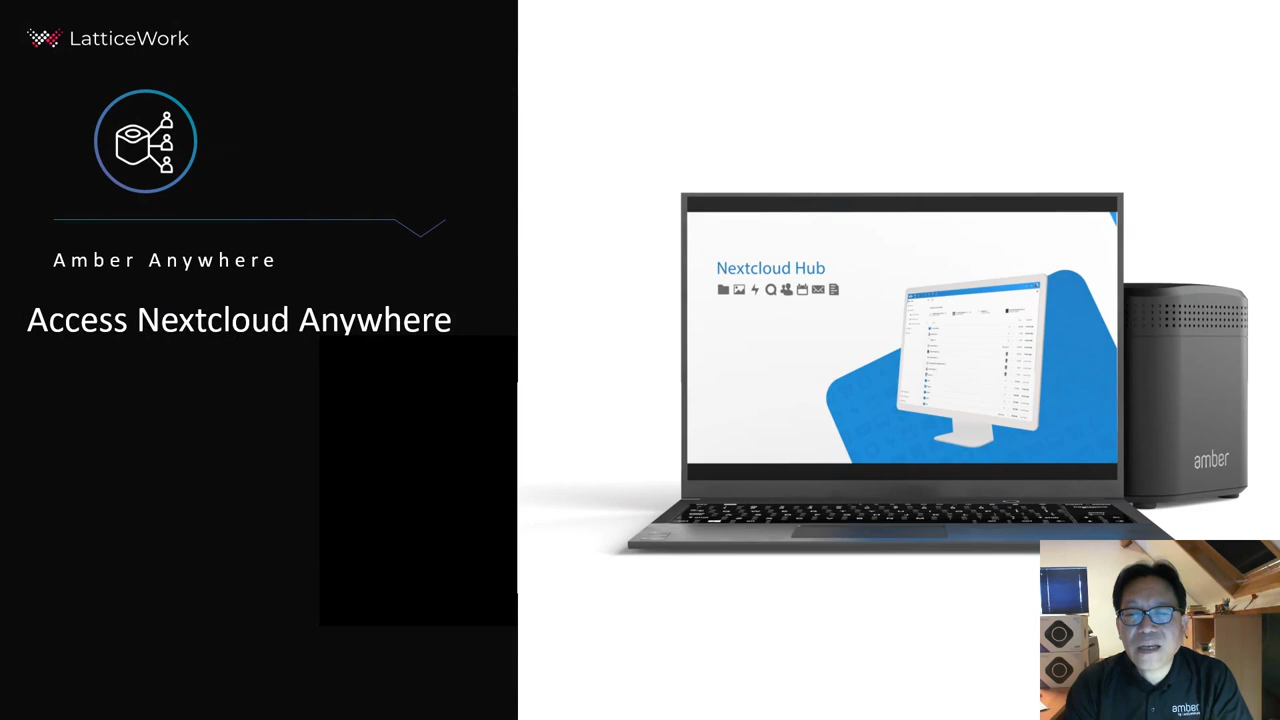 LatticeWork
Amber Anywhere
Access Nextcloud Anywhere
Nextcloud Hub
amber
amber